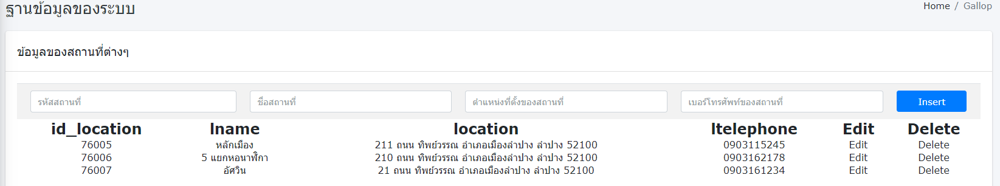 ฐานข้อมูลของระบบ
Home / Gallop
ข้อมูลของสถานที่ต่างๆ
รหัสสถานที่ ชื่อสถานที่ ตำแหน่งที่ตั้งของสถานที่ เบอร์โทรศัพท์ของสถานที่ Insert
id_location lname location ltelephone Edit Delete
76005 หลักเมือง 211 ถนน ทิพย์วรรณ อำเภอเมืองลำปาง ลำปาง 52100 0903115245 Edit Delete
76006 5 แยกหอนาฬิกา 210 ถนน ทิพย์วรรณ อำเภอเมืองลำปาง ลำปาง 52100 0903162178 Edit Delete
76007 อัศวิน 21 ถนน ทิพย์วรรณ อำเภอเมืองลำปาง ลำปาง 52100 0903161234 Edit Delete